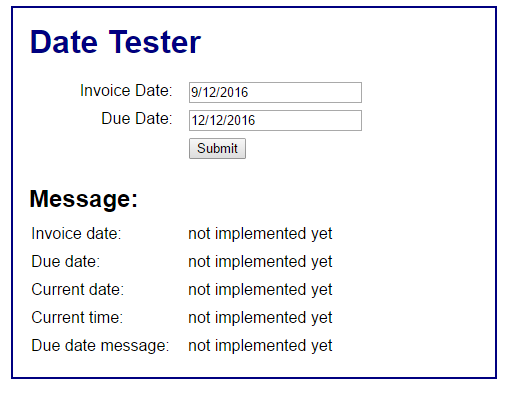 Date Tester
Invoice Date: 9/12/2016
Due Date: 12/12/2016
Submit
Message:
Invoice date: not implemented yet
Due date: not implemented yet
Current date: not implemented yet
Current time: not implemented yet
Due date message: not implemented yet